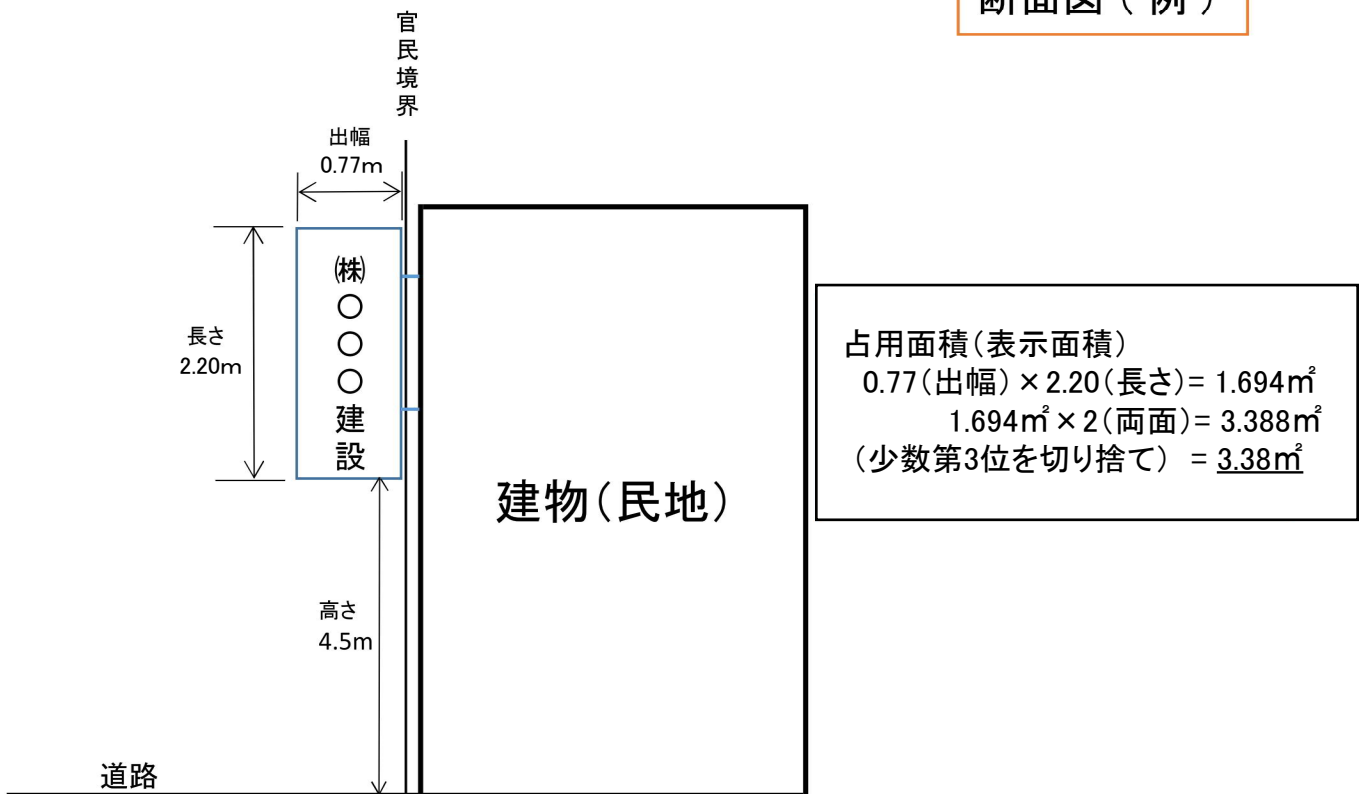 断面図（例）
官民境界
出幅
0.77m
㈱○○○建設
長さ
2.20m
占用面積（表示面積）
0.77（出幅）×2.20（長さ）= 1.694㎡
1.694㎡×2（両面）= 3.388㎡
（少数第3位を切り捨て） = 3.38㎡
建物（民地）
高さ
4.5m
道路